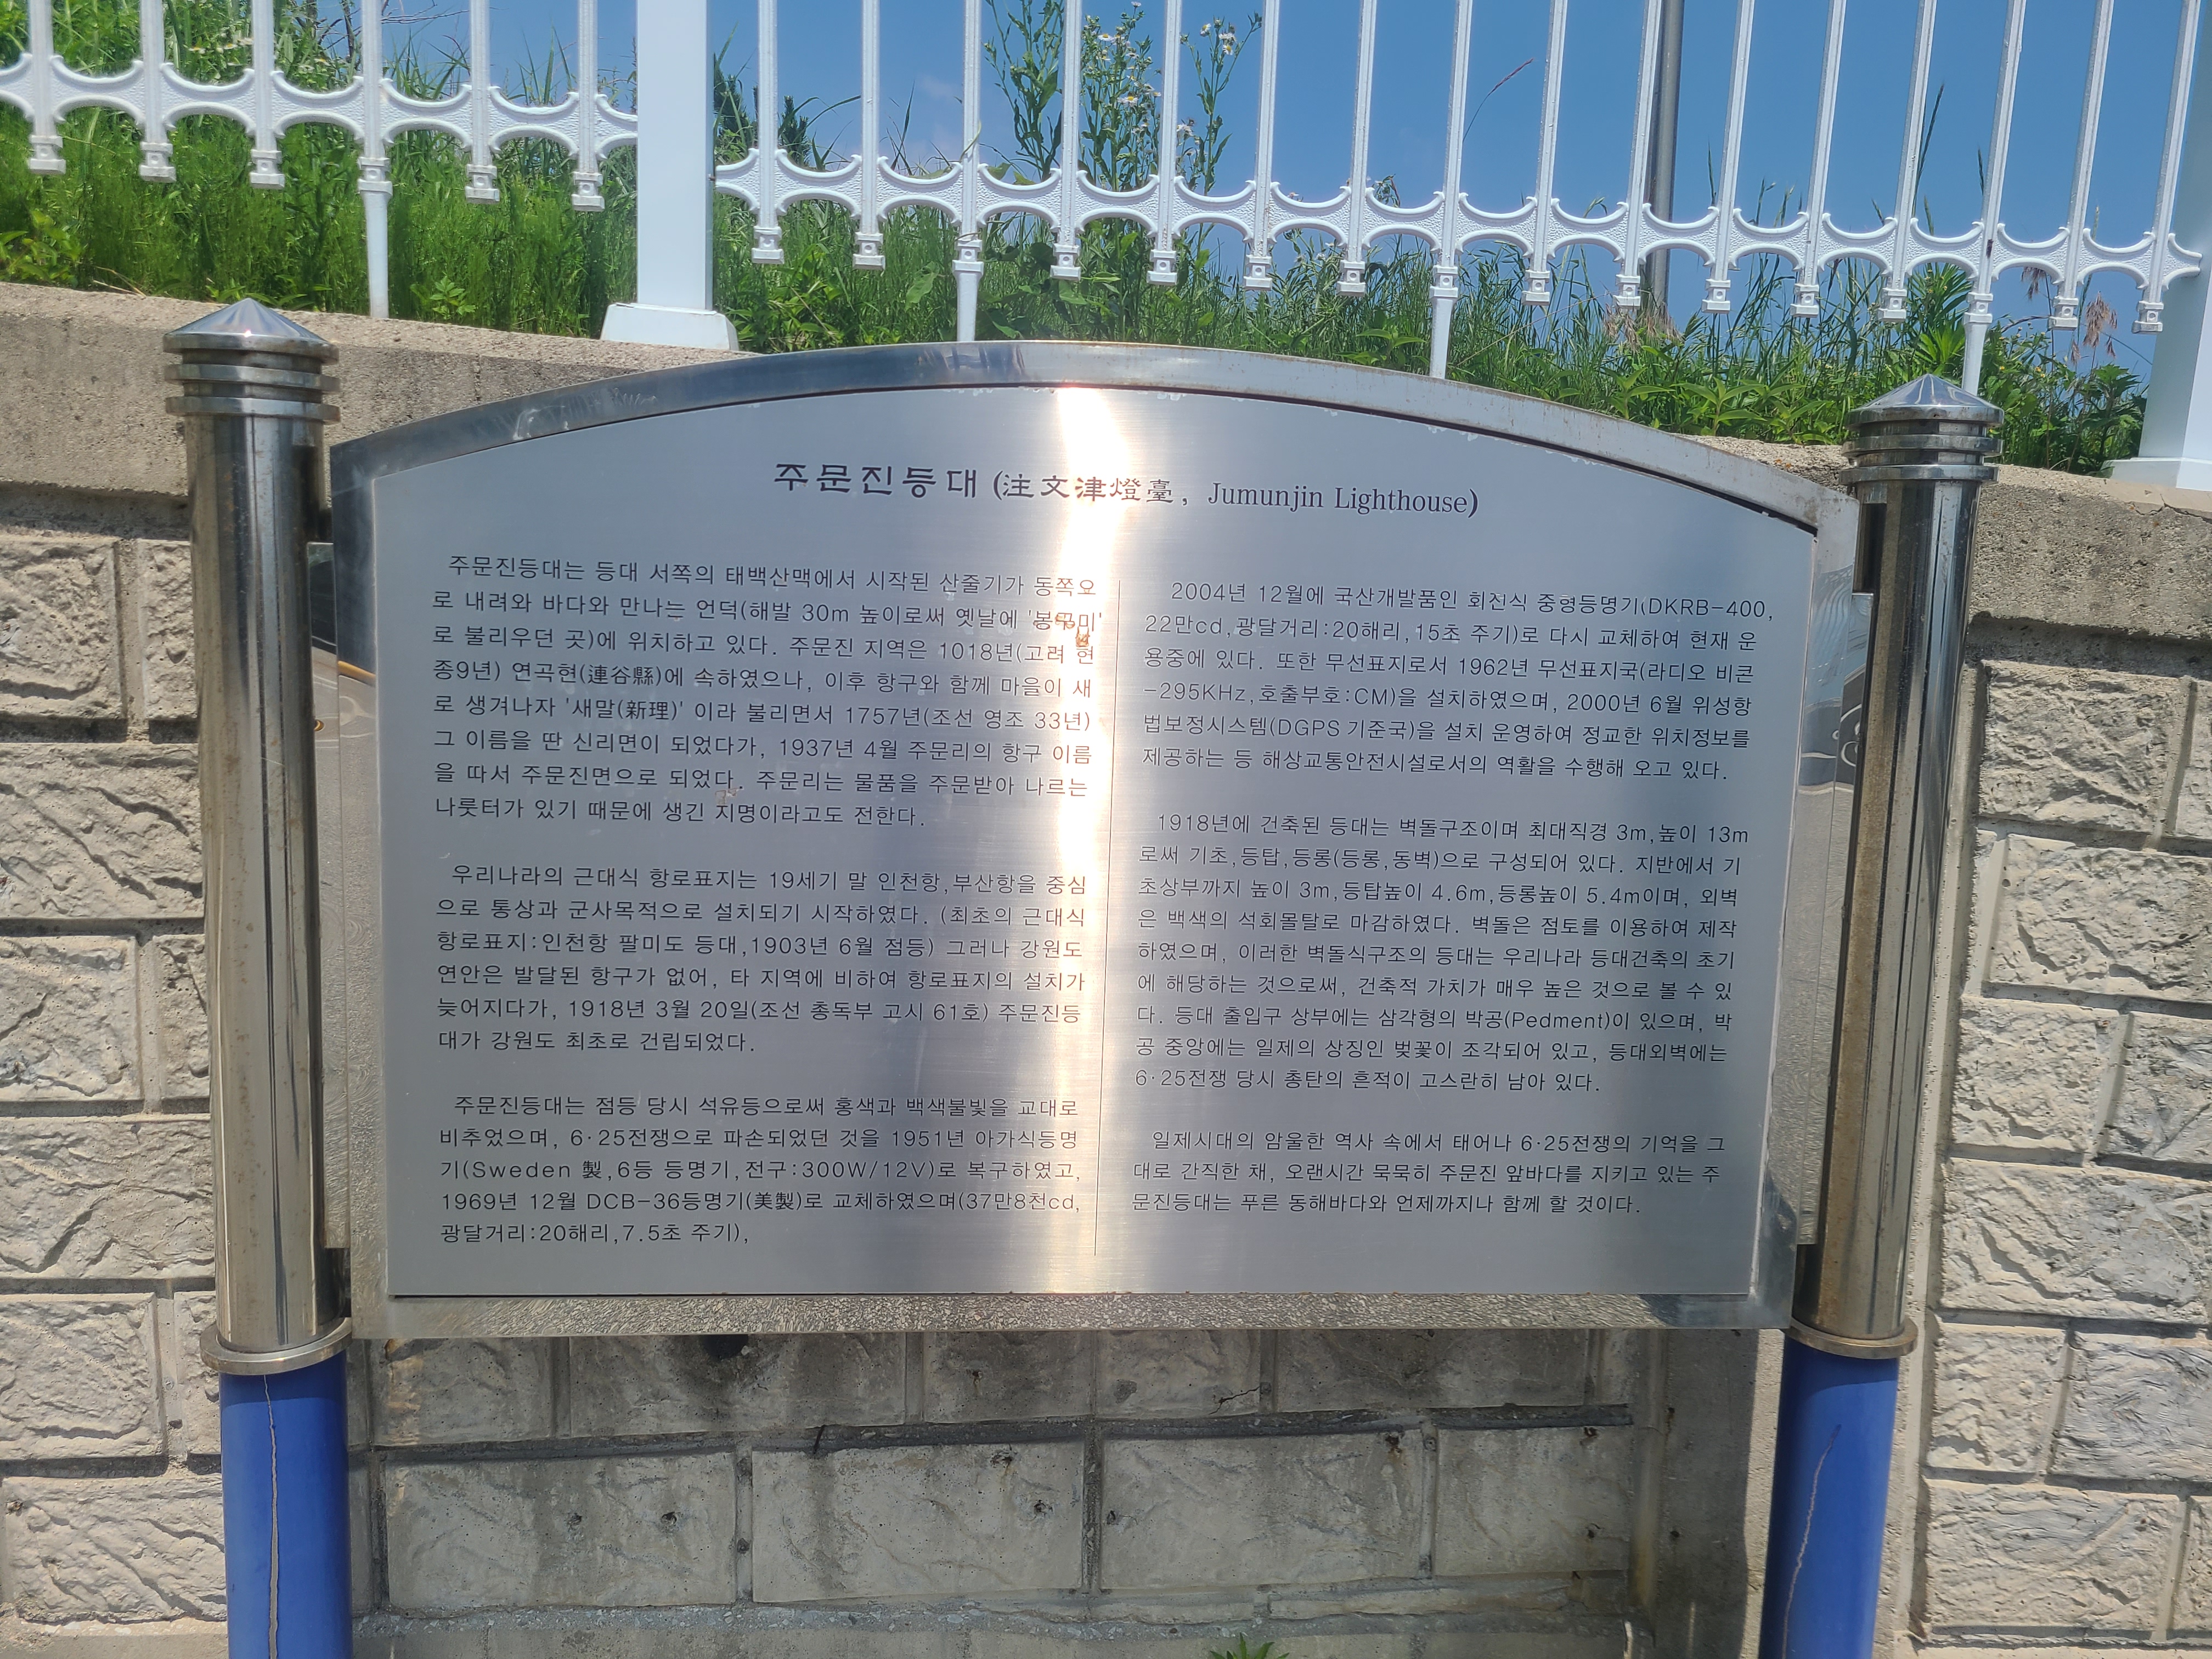 주문진등대 (注文津燈臺, Jumunjin Lighthouse)
주문진등대는 등대 서쪽의 태백산맥에서 시작된 산줄기가 동쪽으
로 내려와 바다와 만나는 언덕(해발 30m 높이로써 옛날에 '봉구미'
로 불리우던 곳)에 위치하고 있다. 주문진 지역은 1018년(고려 현
종9년) 연곡현(連谷縣)에 속하였으나, 이후 항구와 함께 마을이 새
로 생겨나자 '새말(新理)' 이라 불리면서 1757년(조선 영조 33년)
그 이름을 딴 신리면이 되었다가, 1937년 4월 주문리의 항구 이름
을 따서 주문진면으로 되었다. 주문리는 물품을 주문받아 나르는
나룻터가 있기 때문에 생긴 지명이라고도 전한다.
우리나라의 근대식 항로표지는 19세기 말 인천항,부산항을 중심
으로 통상과 군사목적으로 설치되기 시작하였다. (최초의 근대식
항로표지:인천항 팔미도 등대,1903년 6월 점등) 그러나 강원도
연안은 발달된 항구가 없어, 타 지역에 비하여 항로표지의 설치가
늦어지다가, 1918년 3월 20일(조선 총독부 고시 61호) 주문진등
대가 강원도 최초로 건립되었다.
주문진등대는 점등 당시 석유등으로써 홍색과 백색불빛을 교대로
비추었으며, 6·25전쟁으로 파손되었던 것을 1951년 아가식등명
기(Sweden 製,6등 등명기,전구:300W/12V)로 복구하였고,
1969년 12월 DCB-36등명기(美製)로 교체하였으며(37만8천cd,
광달거리:20해리,7.5초 주기),
2004년 12월에 국산개발품인 회전식 중형등명기(DKRB-400,
22만cd,광달거리:20해리,15초 주기)로 다시 교체하여 현재 운
용중에 있다. 또한 무선표지로서 1962년 무선표지국(라디오 비콘
-295KHz,호출부호:CM)을 설치하였으며, 2000년 6월 위성항
법보정시스템(DGPS 기준국)을 설치 운영하여 정교한 위치정보를
제공하는 등 해상교통안전시설로서의 역활을 수행해 오고 있다.
1918년에 건축된 등대는 벽돌구조이며 최대직경 3m,높이 13m
로써 기초,등탑,등롱(등롱,동벽)으로 구성되어 있다. 지반에서 기
초상부까지 높이 3m,등탑높이 4.6m,등롱높이 5.4m이며, 외벽
은 백색의 석회몰탈로 마감하였다. 벽돌은 점토를 이용하여 제작
하였으며, 이러한 벽돌식구조의 등대는 우리나라 등대건축의 초기
에 해당하는 것으로써, 건축적 가치가 매우 높은 것으로 볼 수 있
다. 등대 출입구 상부에는 삼각형의 박공(Pedment)이 있으며, 박
공 중앙에는 일제의 상징인 벚꽃이 조각되어 있고, 등대외벽에는
6·25전쟁 당시 총탄의 흔적이 고스란히 남아 있다.
일제시대의 암울한 역사 속에서 태어나 6·25전쟁의 기억을 그
대로 간직한 채, 오랜시간 묵묵히 주문진 앞바다를 지키고 있는 주
문진등대는 푸른 동해바다와 언제까지나 함께 할 것이다.